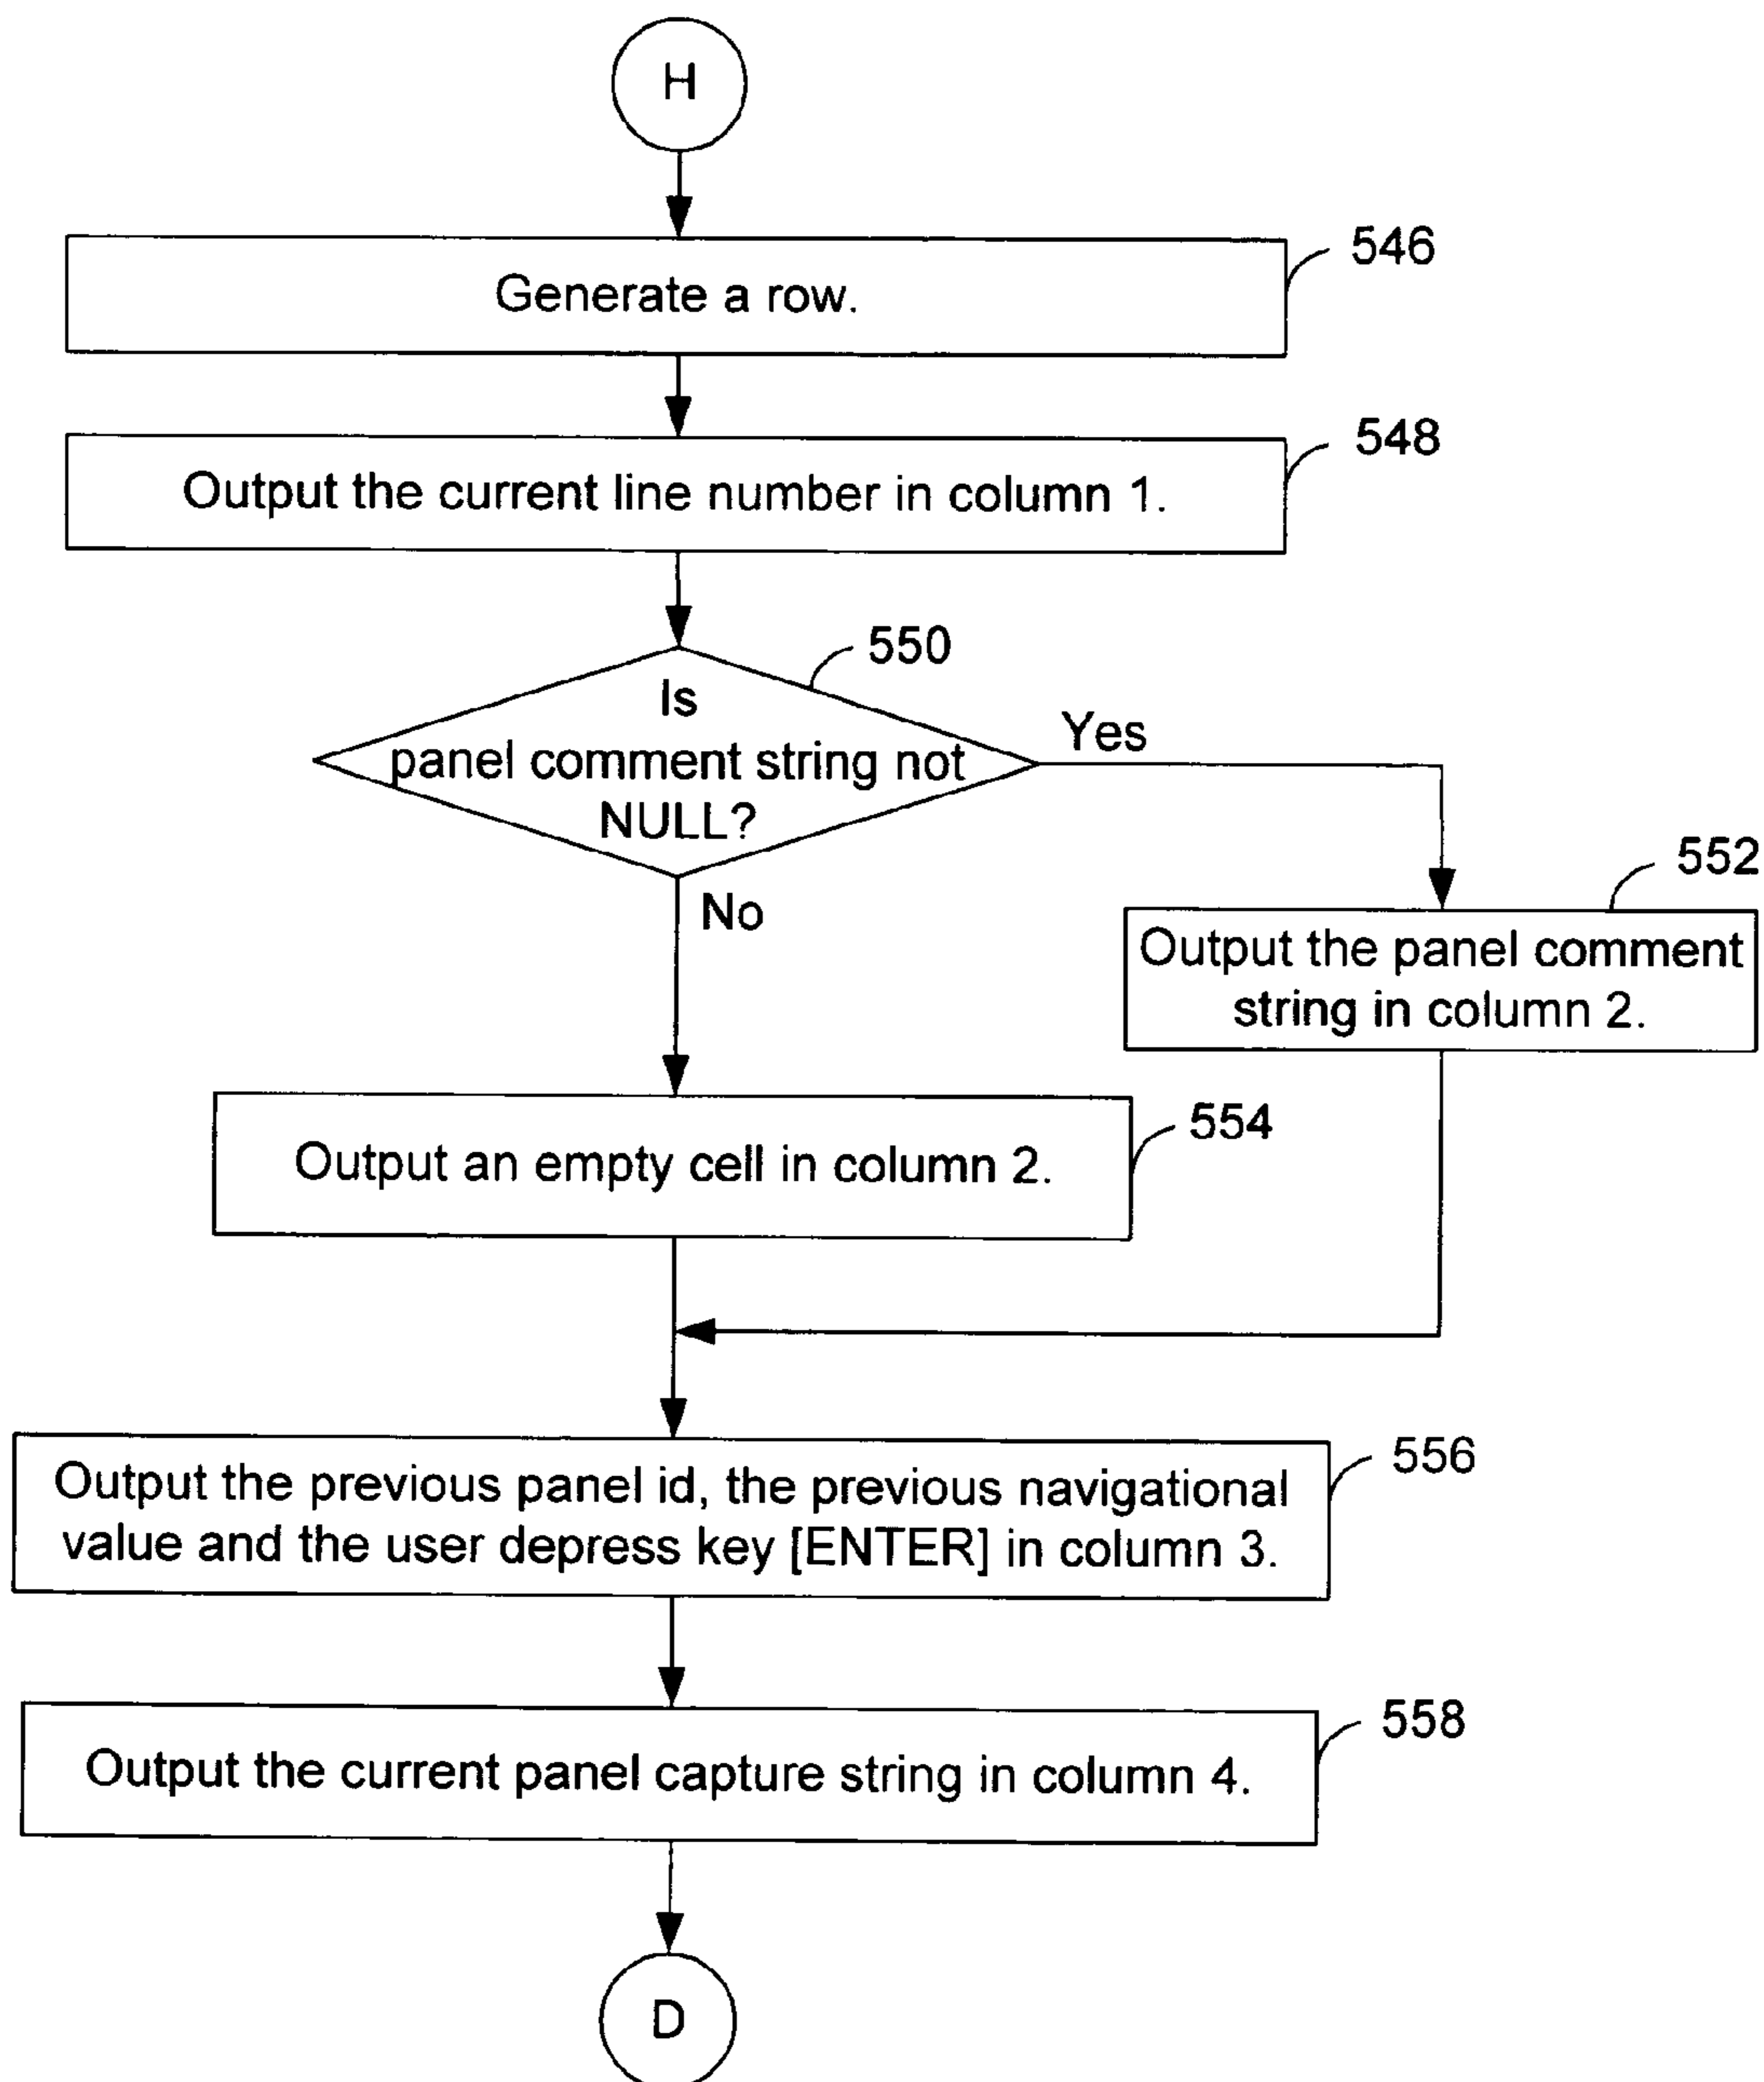 H
546
Generate a row.
548
Output the current line number in column 1.
550
Is
panel comment string not
NULL?
Yes
No
552
Output the panel comment
string in column 2.
554
Output an empty cell in column 2.
556
Output the previous panel id, the previous navigational
value and the user depress key [ENTER] in column 3.
558
Output the current panel capture string in column 4.
D